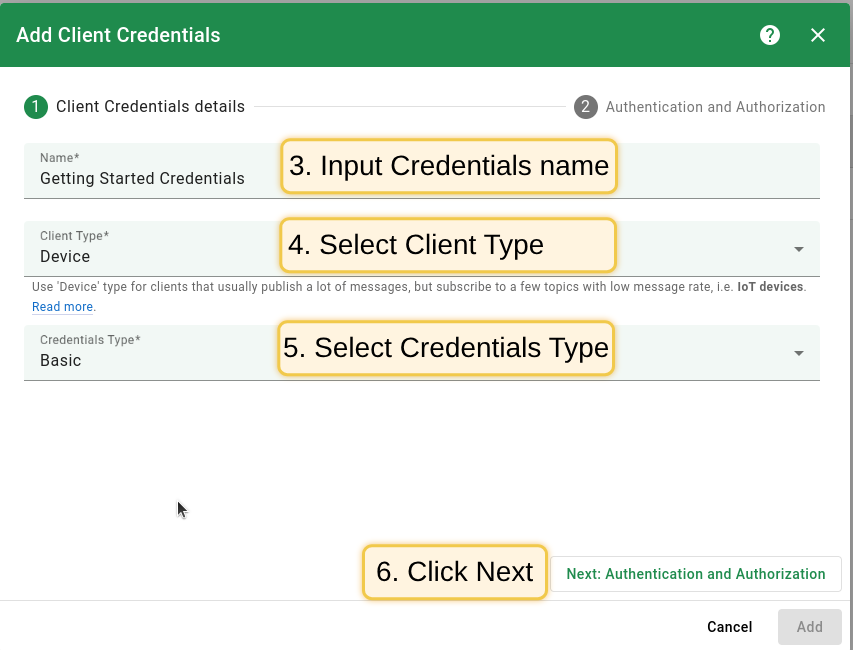 Add Client Credentials
?
1 Client Credentials details
2 Authentication and Authorization
Name*
Getting Started Credentials
3. Input Credentials name
Client Type*
Device
4. Select Client Type
Use 'Device' type for clients that usually publish a lot of messages, but subscribe to a few topics with low message rate, i.e. IoT devices.
Read more.
Credentials Type*
Basic
5. Select Credentials Type
6. Click Next
Next: Authentication and Authorization
Cancel
Add